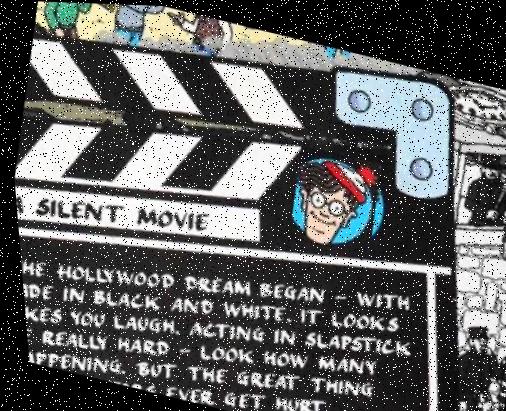 SILENT MOVIE
HE HOLLYWOOD DREAM BEGAN – WITH
DE IN BLACK AND WHITE. IT LOOKS
KES YOU LAUGH. ACTING IN SLAPSTICK
REALLY HARD – LOOK HOW MANY
APPENING. BUT THE GREAT THING
EVER GET HURT